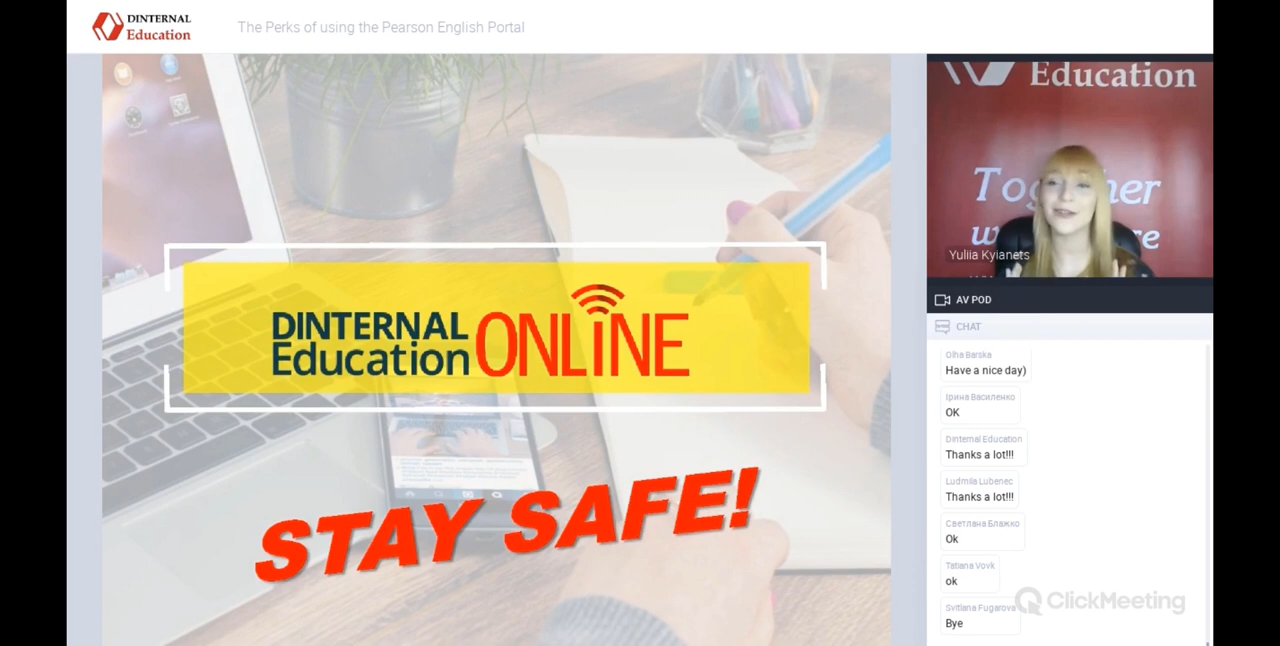 DINTERNAL
Education
The Perks of using the Pearson English Portal
DINTERNAL
Education
ONLINE
STAY SAFE!
Education
Together
Yuliia Kyianets
AV POD
CHAT
Olha Barska
Have a nice day)
Ірина Василенко
OK
Dinternal Education
Thanks a lot!!!
Ludmila Lubenec
Thanks a lot!!!
Светлана Блажко
Ok
Tatiana Vovk
ok
Svitlana Fugarova
Bye
ClickMeeting